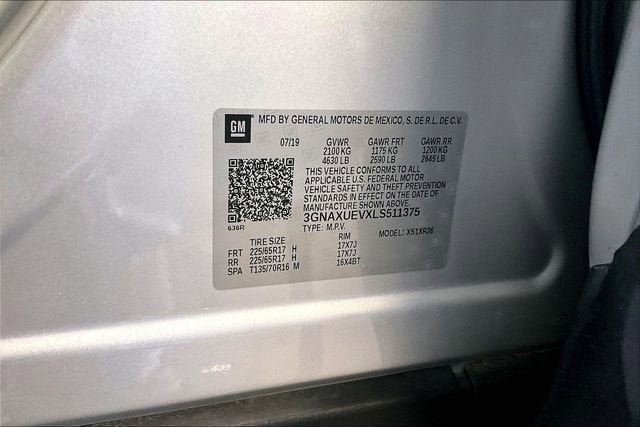 GM MFD BY GENERAL MOTORS DE MEXICO, S. DE R.L. DE C.V.
07/19 GVWR GAWR FRT GAWR RR
2100 KG 1175 KG 1200 KG
4630 LB 2590 LB 2645 LB
THIS VEHICLE CONFORMS TO ALL
APPLICABLE U.S. FEDERAL MOTOR
VEHICLE SAFETY AND THEFT PREVENTION
STANDARDS IN EFFECT ON THE DATE OF
MANUFACTURE SHOWN ABOVE.
3GNAXUEVXLS511375
636R
TYPE: M.P.V. MODEL: X51XR26
TIRE SIZE RIM
FRT 225/65R17 H 17X7J
RR 225/65R17 H 17X7J
SPA T135/70R16 M 16X4BT